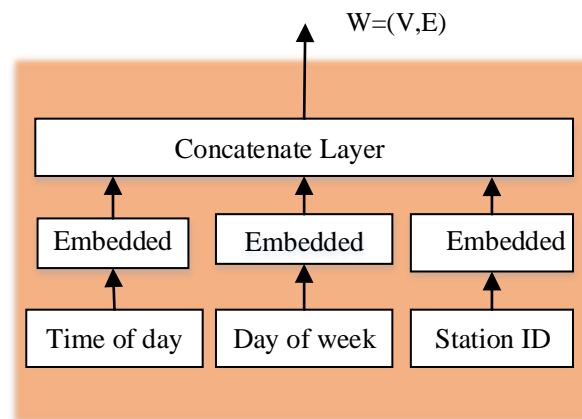 W=(V,E)
Concatenate Layer
Embedded
Embedded
Embedded
Time of day
Day of week
Station ID